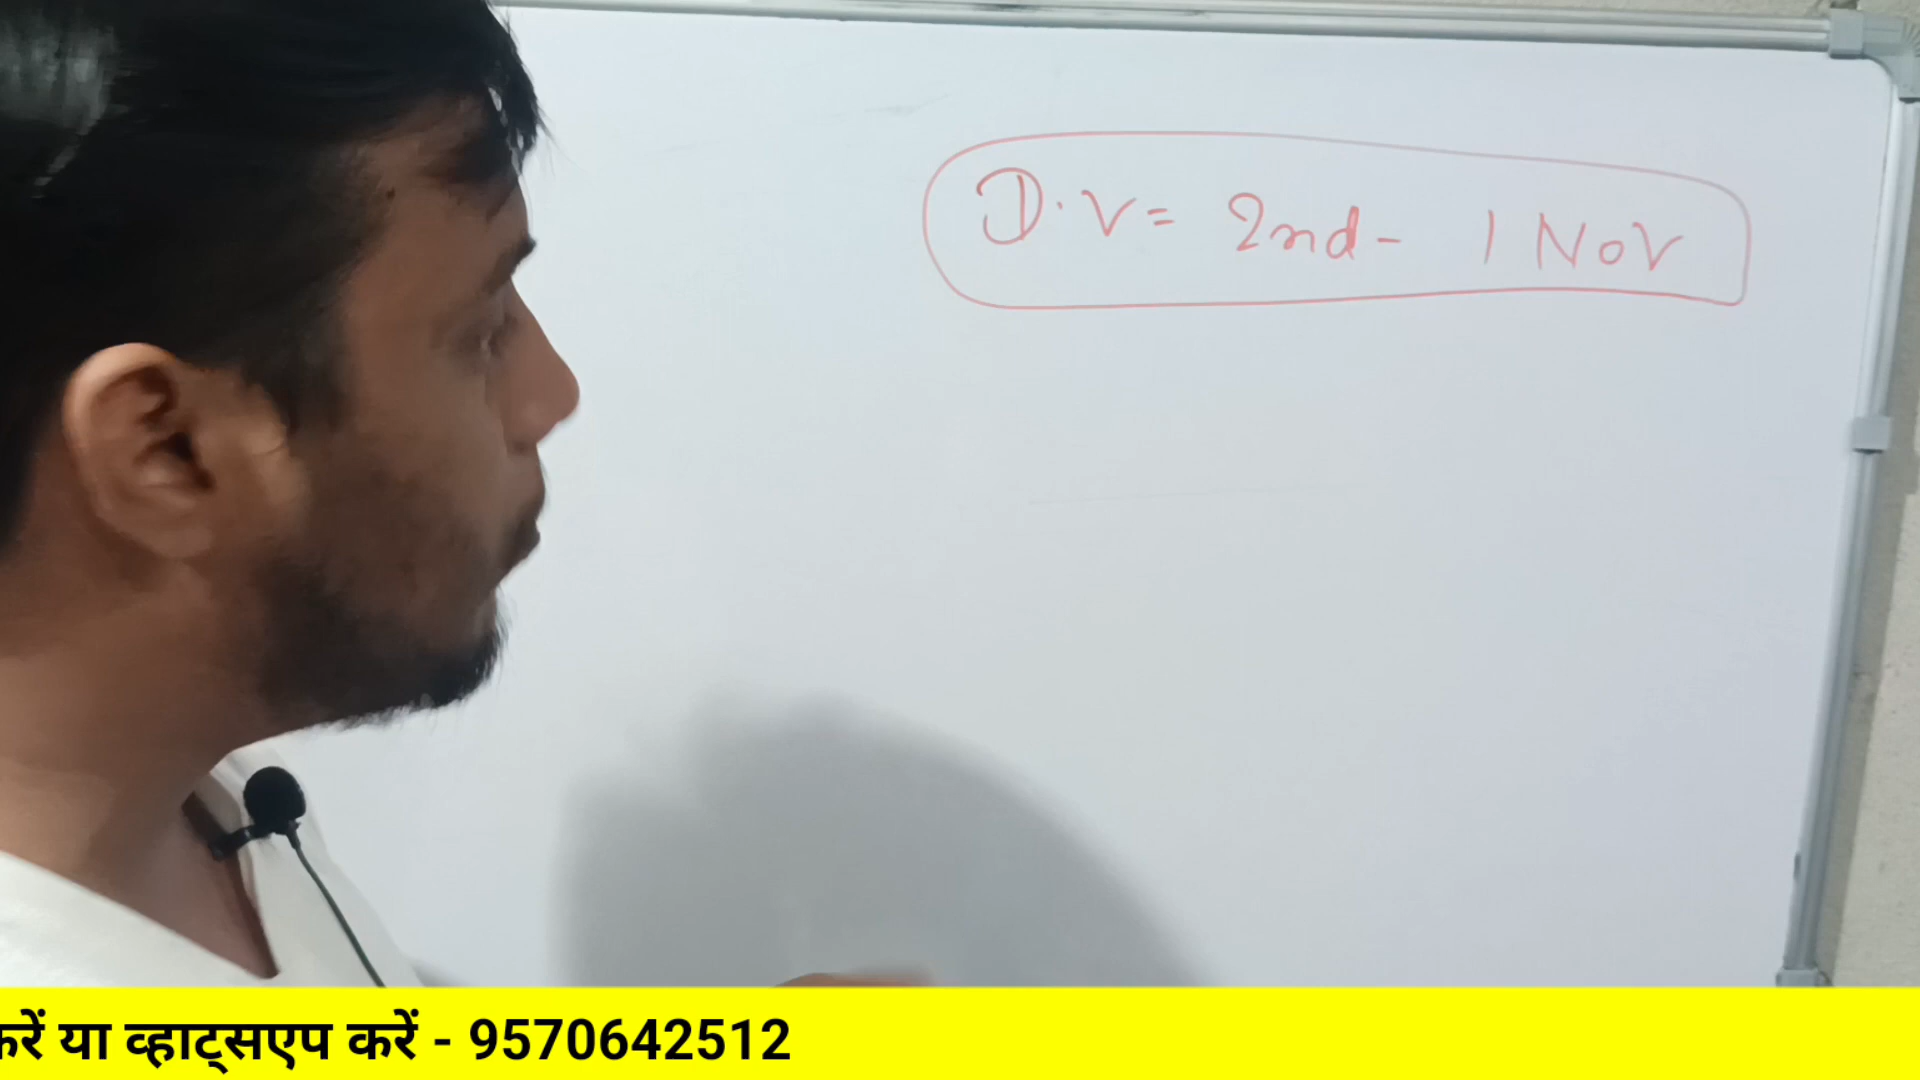 D.V= 2nd- 1 NOV
करें या व्हाट्सएप करें - 9570642512